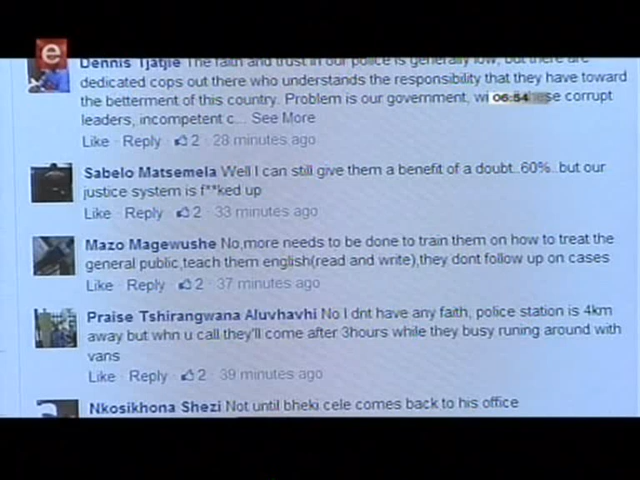 e
Dennis Tjatjie The faith and trust in our police is generally low, but there are
dedicated cops out there who understands the responsibility that they have toward
the betterment of this country. Problem is our government, wi 06:54 se corrupt
leaders, incompetent c... See More
Like · Reply · 2 · 28 minutes ago
Sabelo Matsemela Well I can still give them a benefit of a doubt..60%..but our
justice system is f**ked up
Like · Reply · 2 · 33 minutes ago
Mazo Magewushe No,more needs to be done to train them on how to treat the
general public,teach them english(read and write),they dont follow up on cases
Like · Reply · 2 · 37 minutes ago
Praise Tshirangwana Aluvhavhi No I dnt have any faith, police station is 4km
away but whn u call they'll come after 3hours while they busy runing around with
vans
Like · Reply · 2 · 39 minutes ago
Nkosikhona Shezi Not until bheki cele comes back to his office